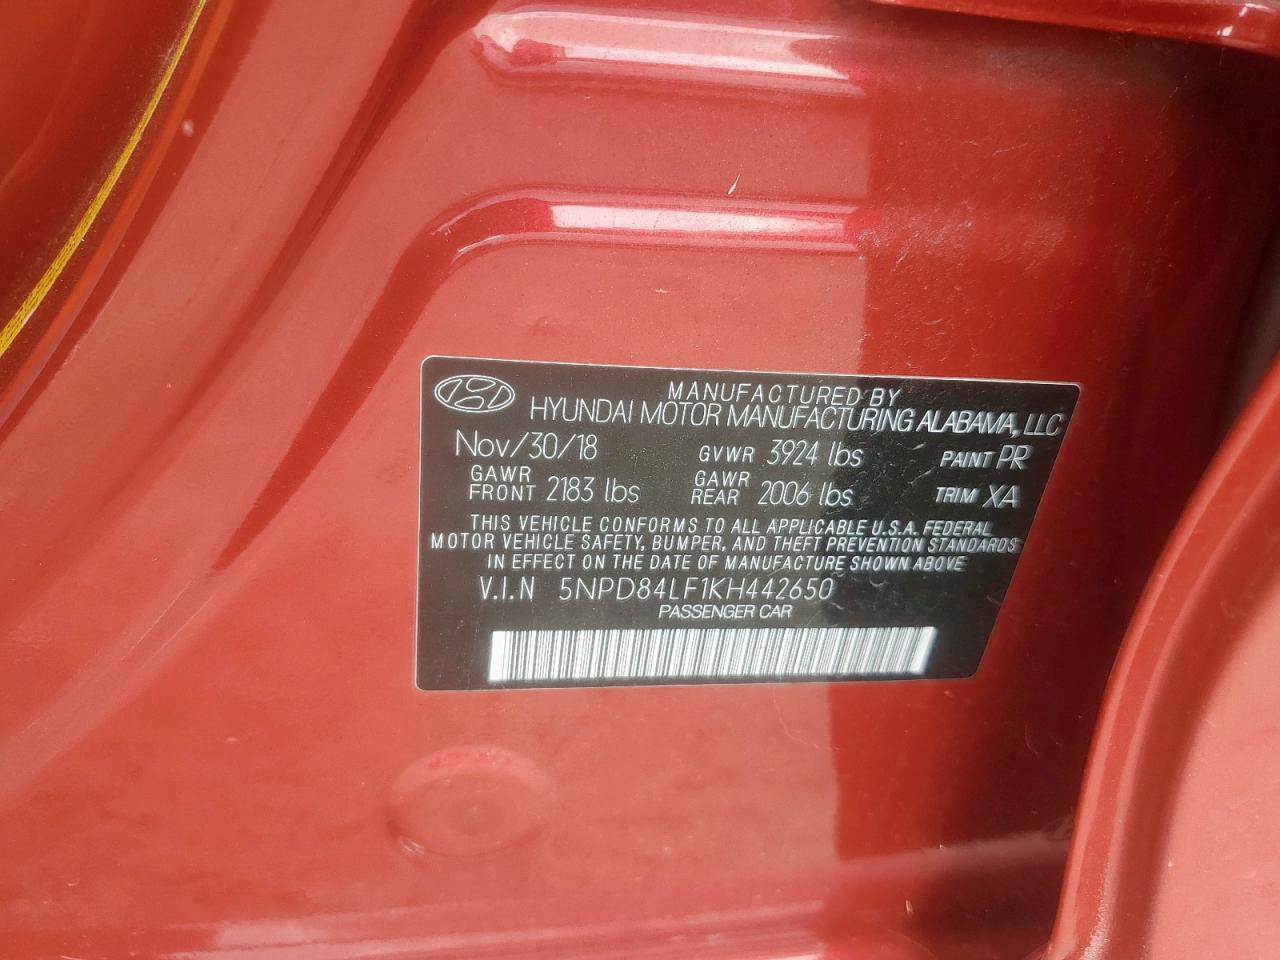 MANUFACTURED BY
HYUNDAI MOTOR MANUFACTURING ALABAMA, LLC
Nov/30/18 GVWR 3924 lbs PAINT PR
GAWR FRONT 2183 lbs GAWR REAR 2006 lbs TRIM XA
THIS VEHICLE CONFORMS TO ALL APPLICABLE U.S.A. FEDERAL
MOTOR VEHICLE SAFETY, BUMPER, AND THEFT PREVENTION STANDARDS
IN EFFECT ON THE DATE OF MANUFACTURE SHOWN ABOVE
V.I.N 5NPD84LF1KH442650
PASSENGER CAR